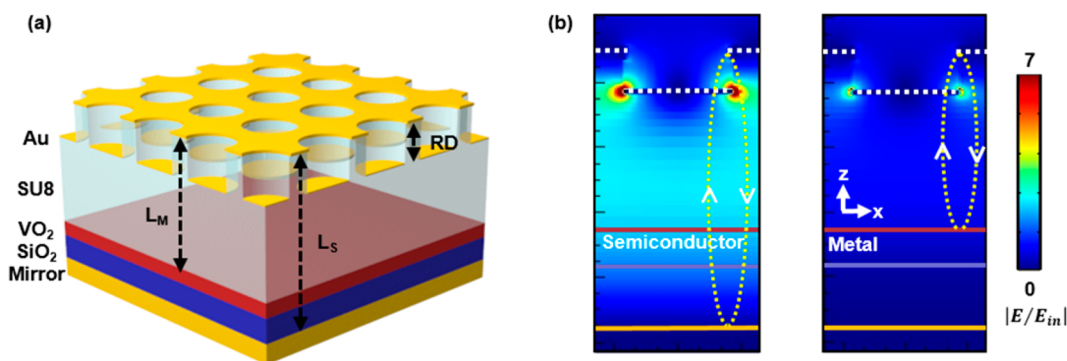 (a)
Au
RD
SU8
L_M
L_S
VO₂
SiO₂
Mirror
(b)
Semiconductor
z
x
Metal
7
0
|E/E_in|